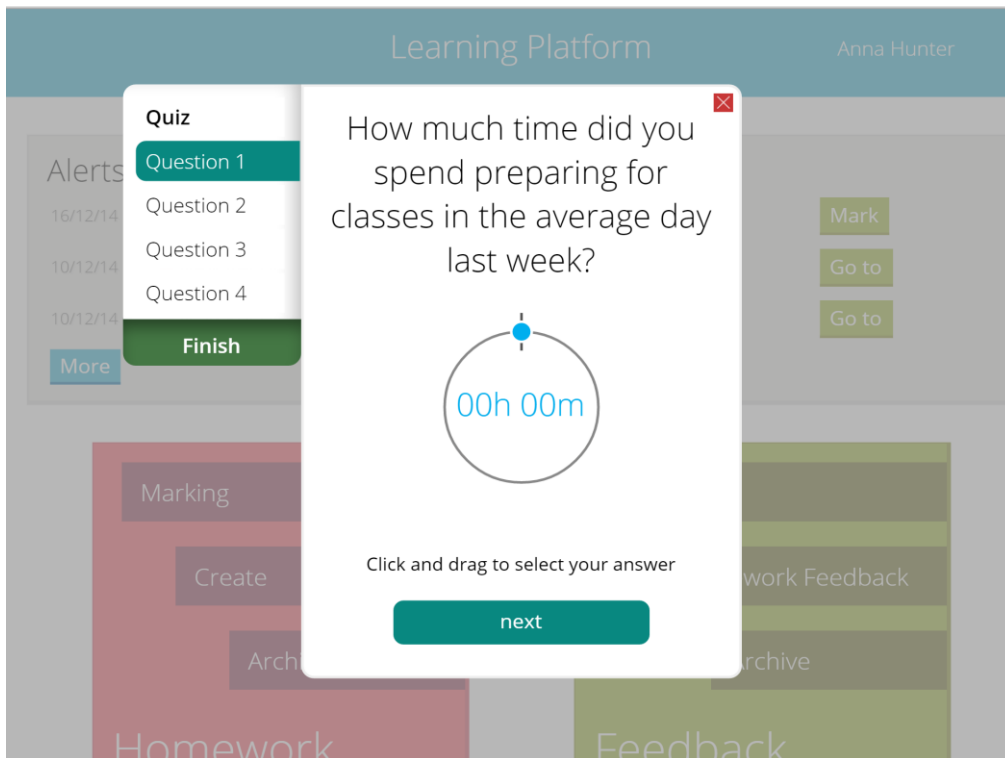 Learning Platform
Anna Hunter
Quiz
Question 1
Question 2
Question 3
Question 4
Finish
How much time did you
spend preparing for
classes in the average day
last week?
00h 00m
Click and drag to select your answer
next
Alerts
16/12/14
Mark
10/12/14
Go to
10/12/14
Go to
More
Marking
Create
Homework
work Feedback
Archive
Feedback